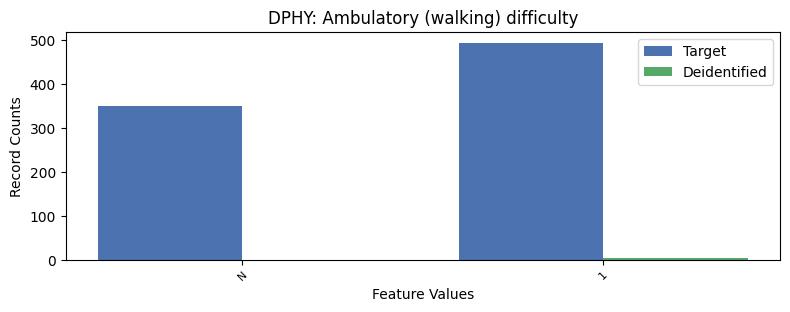 DPHY: Ambulatory (walking) difficulty
500
400
300
200
100
0
Record Counts
Target
Deidentified
N
1
Feature Values